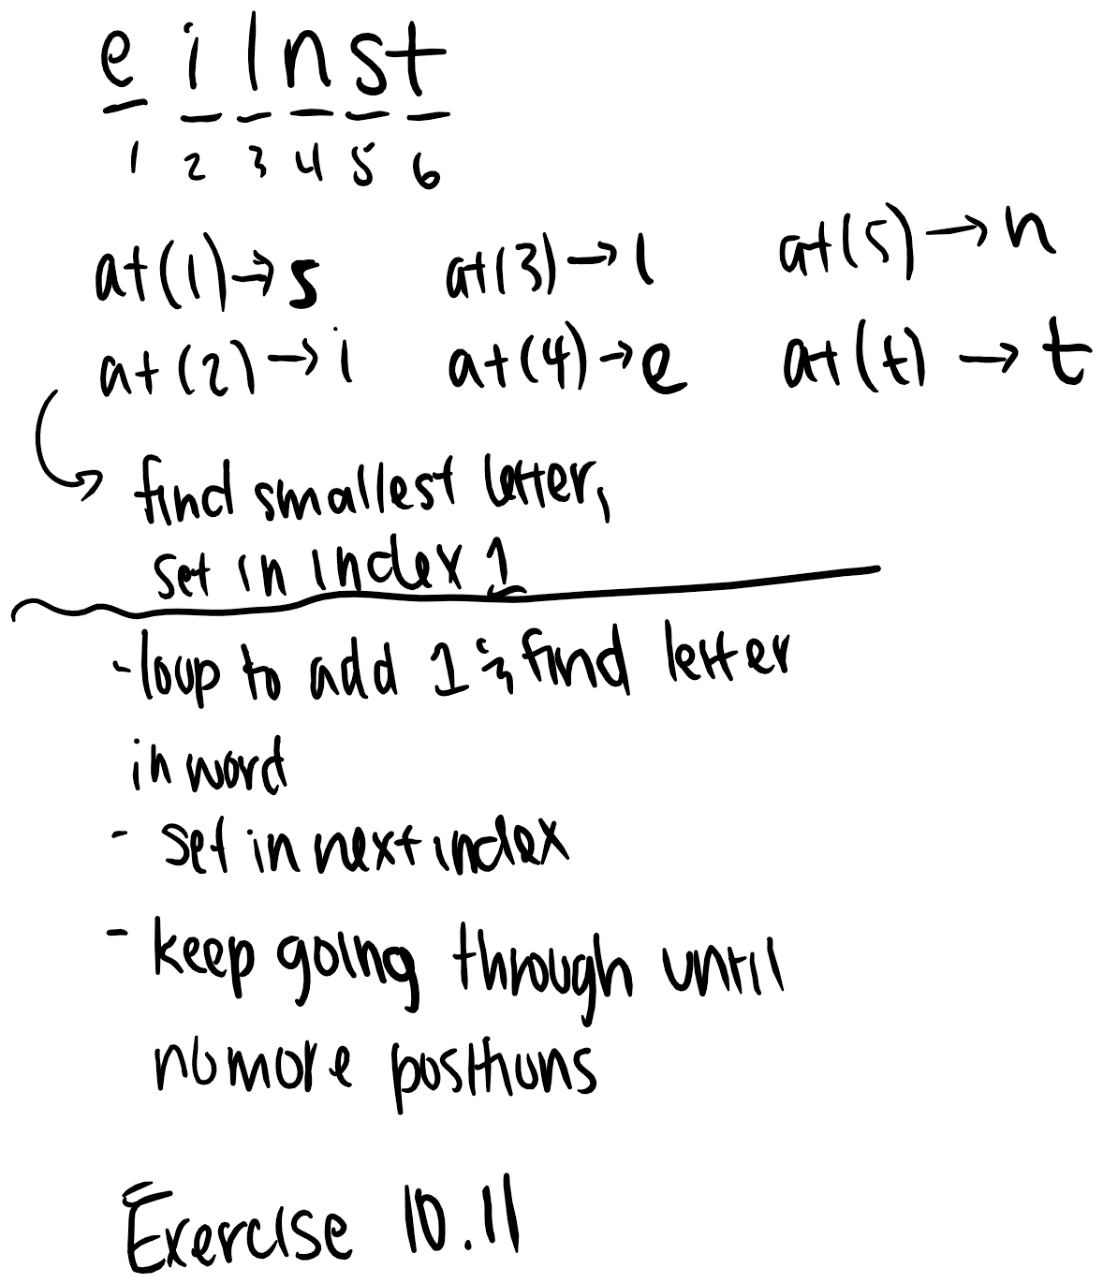 e i l n s t
1 2 3 4 5 6
at(1)→s at(3)→l at(5)→n
at(2)→i at(4)→e at(t)→t
find smallest letter,
set in index 1
-loop to add 1 & find letter
in word
- set in next index
- keep going through until
no more positions
Exercise 10.11